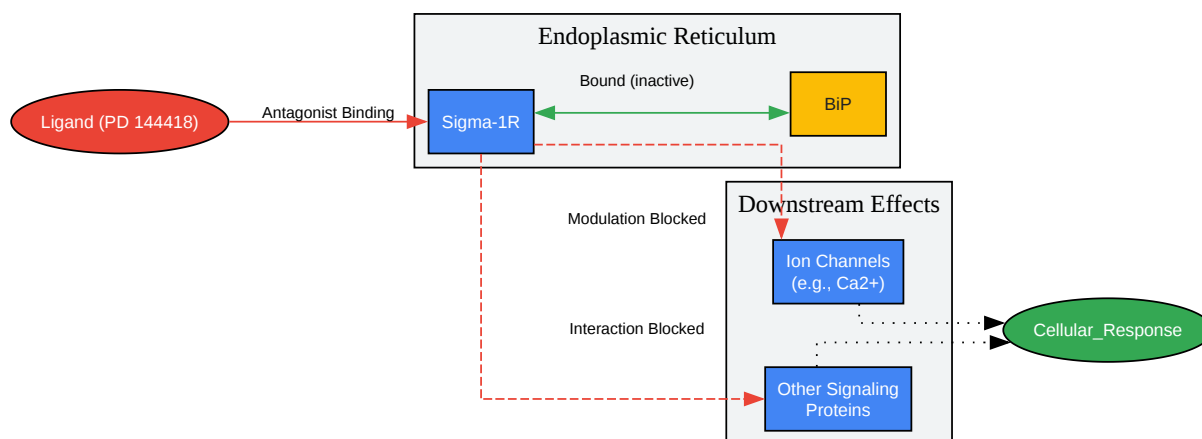 Endoplasmic Reticulum
Bound (inactive)
BiP
Ligand (PD 144418)
Antagonist Binding
Sigma-1R
Downstream Effects
Modulation Blocked
Ion Channels
(e.g., Ca2+)
Interaction Blocked
Cellular_Response
Other Signaling
Proteins